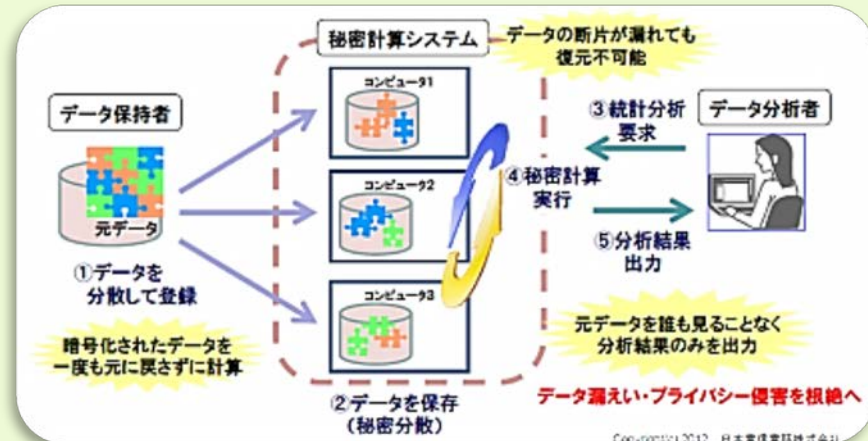 秘密計算システム
データの断片が漏れても
復元不可能
データ保持者
元データ
①データを
分散して登録
暗号化されたデータを
一度も元に戻さずに計算
コンピュータ1
コンピュータ2
コンピュータ3
②データを保存
(秘密分散)
③統計分析
要求
データ分析者
④秘密計算
実行
⑤分析結果
出力
元データを誰も見ることなく
分析結果のみを出力
データ漏えい・プライバシー侵害を根絶へ
2012 日本電信電話株式会社